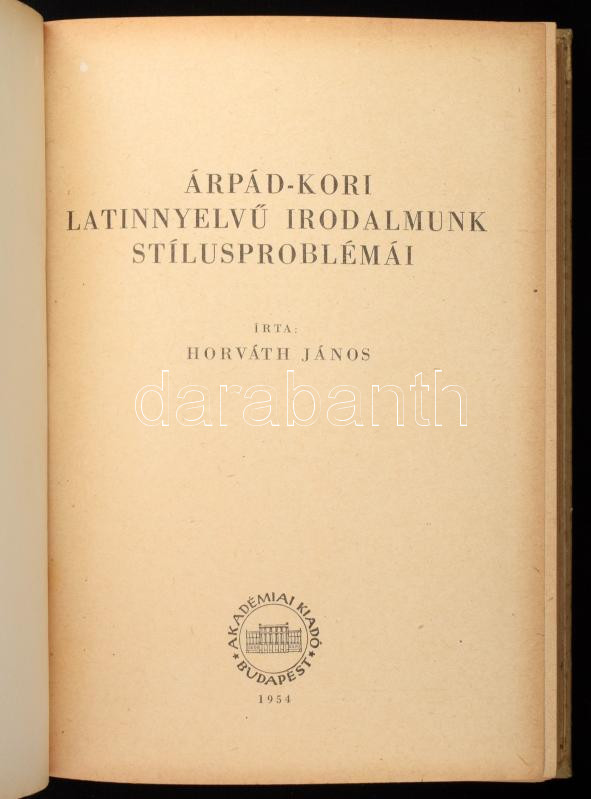 ÁRPÁD-KORI
LATINNYELVŰ IRODALMUNK
STÍLUSPROBLÉMÁI
ÍRTA:
HORVÁTH JÁNOS
darabanth
AKADÉMIAI KIADÓ
BUDAPEST
1954